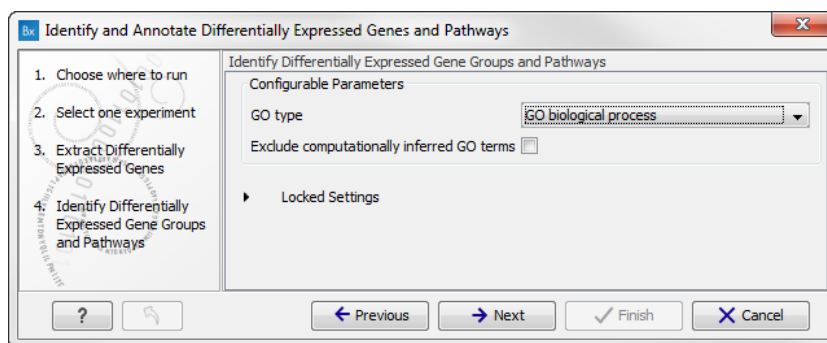 Bx Identify and Annotate Differentially Expressed Genes and Pathways
1. Choose where to run
2. Select one experiment
3. Extract Differentially
Expressed Genes
4. Identify Differentially
Expressed Gene Groups
and Pathways
Identify Differentially Expressed Gene Groups and Pathways
Configurable Parameters
GO type GO biological process
Exclude computationally inferred GO terms
Locked Settings
? Previous Next Finish Cancel